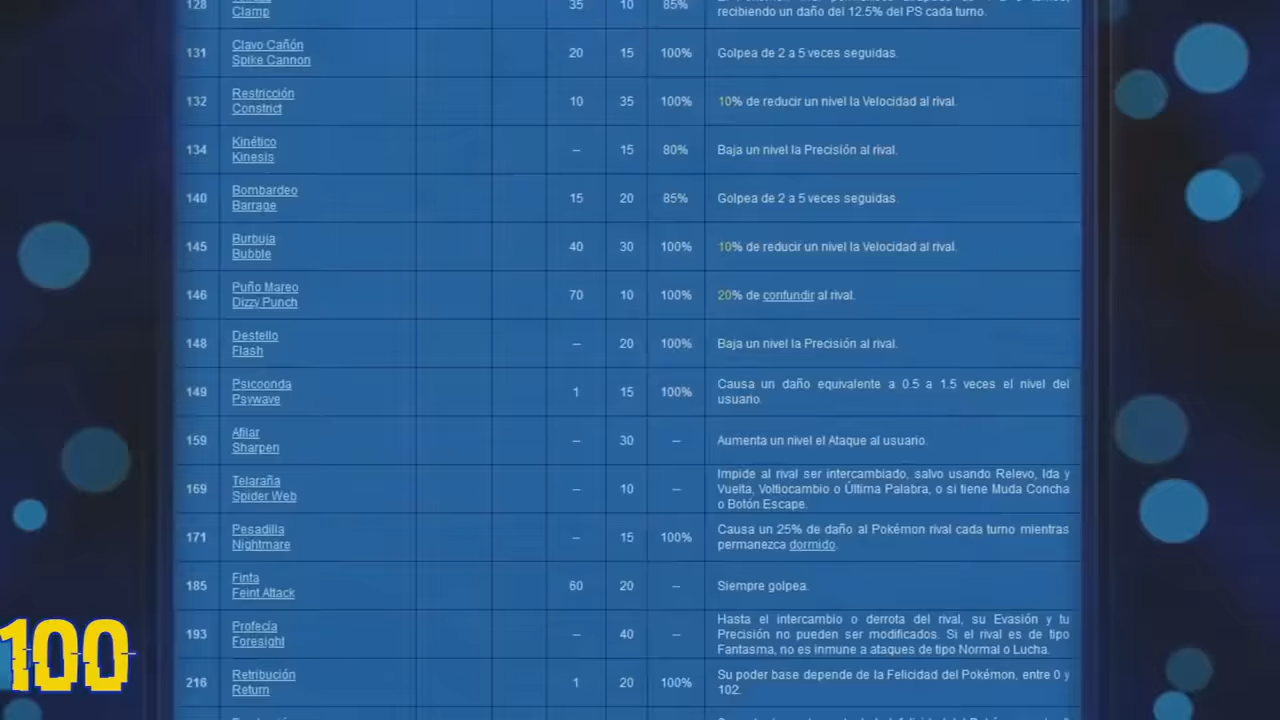 128
Clamp
35
10
85%
recibiendo un daño del 12.5% del PS cada turno.
131
Clavo Cañón
Spike Cannon
20
15
100%
Golpea de 2 a 5 veces seguidas.
132
Restricción
Constrict
10
35
100%
10% de reducir un nivel la Velocidad al rival.
134
Kinético
Kinesis
–
15
80%
Baja un nivel la Precisión al rival.
140
Bombardeo
Barrage
15
20
85%
Golpea de 2 a 5 veces seguidas.
145
Burbuja
Bubble
40
30
100%
10% de reducir un nivel la Velocidad al rival.
146
Puño Mareo
Dizzy Punch
70
10
100%
20% de confundir al rival.
148
Destello
Flash
–
20
100%
Baja un nivel la Precisión al rival.
149
Psicoonda
Psywave
1
15
100%
Causa un daño equivalente a 0.5 a 1.5 veces el nivel del
usuario.
159
Afilar
Sharpen
–
30
–
Aumenta un nivel el Ataque al usuario.
169
Telaraña
Spider Web
–
10
–
Impide al rival ser intercambiado, salvo usando Relevo, Ida y
Vuelta, Voltiocambio o Última Palabra, o si tiene Muda Concha
o Botón Escape.
171
Pesadilla
Nightmare
–
15
100%
Causa un 25% de daño al Pokémon rival cada turno mientras
permanezca dormido.
185
Finta
Feint Attack
60
20
–
Siempre golpea.
193
Profecía
Foresight
–
40
–
Hasta el intercambio o derrota del rival, su Evasión y tu
Precisión no pueden ser modificados. Si el rival es de tipo
Fantasma, no es inmune a ataques de tipo Normal o Lucha.
216
Retribución
Return
1
20
100%
Su poder base depende de la Felicidad del Pokémon, entre 0 y
102.
100